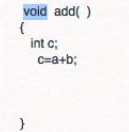 void add( )
{
int c;
c=a+b;
}